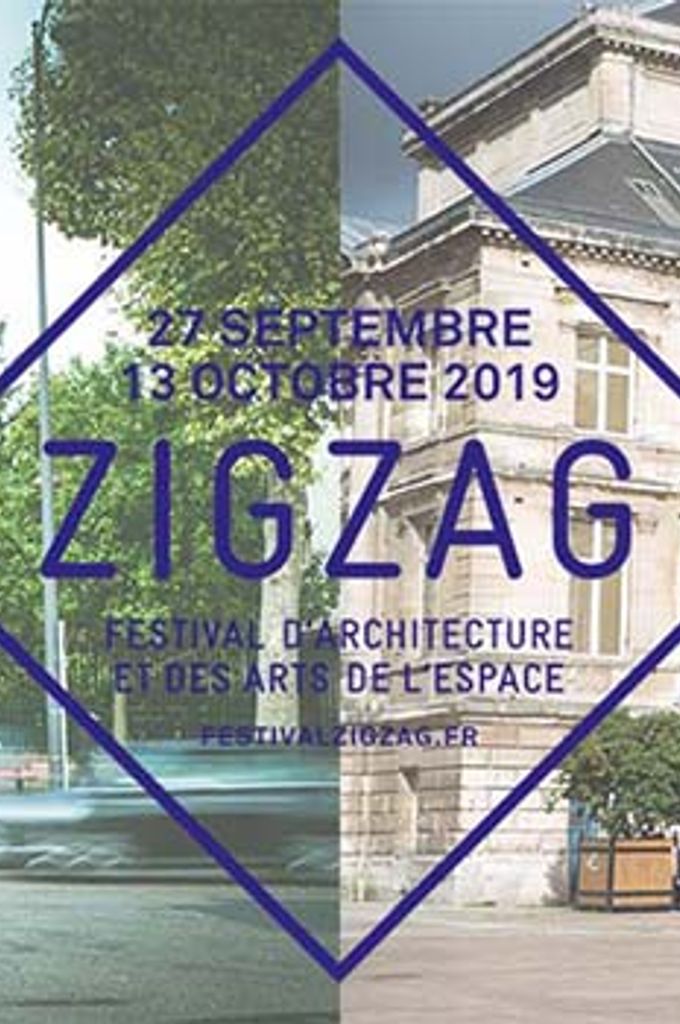 27 SEPTEMBRE
13 OCTOBRE 2019
ZIGZAG
FESTIVAL D'ARCHITECTURE
ET DES ARTS DE L'ESPACE
FESTIVALZIGZAG.FR